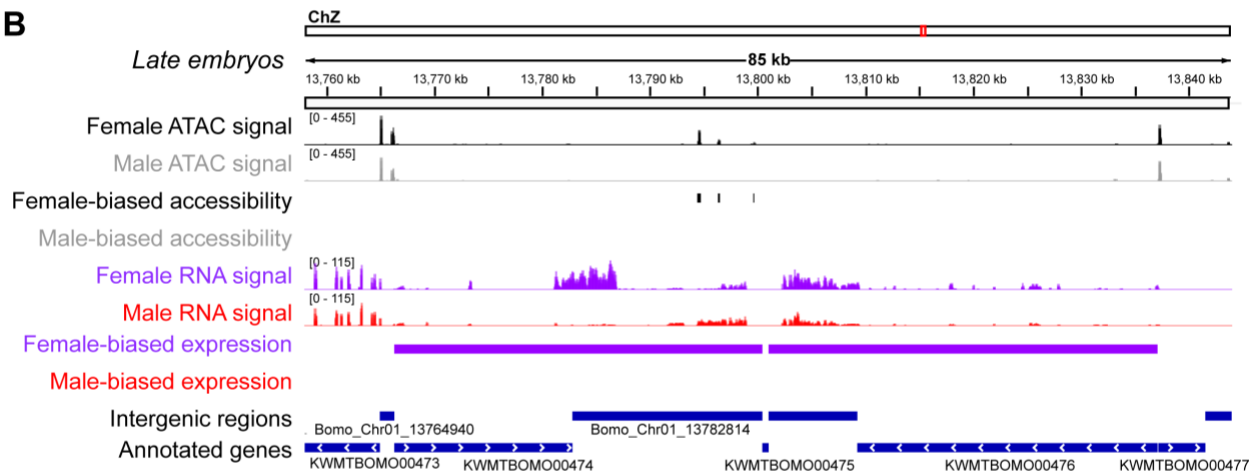 B
ChZ
Late embryos
85 kb
13,760 kb 13,770 kb 13,780 kb 13,790 kb 13,800 kb 13,810 kb 13,820 kb 13,830 kb 13,840 kb
Female ATAC signal [0 - 455]
Male ATAC signal [0 - 455]
Female-biased accessibility
Male-biased accessibility
Female RNA signal [0 - 115]
Male RNA signal [0 - 115]
Female-biased expression
Male-biased expression
Intergenic regions
Bomo_Chr01_13764940 Bomo_Chr01_13782814
Annotated genes
KWMTBOMO00473 KWMTBOMO00474 KWMTBOMO00475 KWMTBOMO00476 KWMTBOMO00477